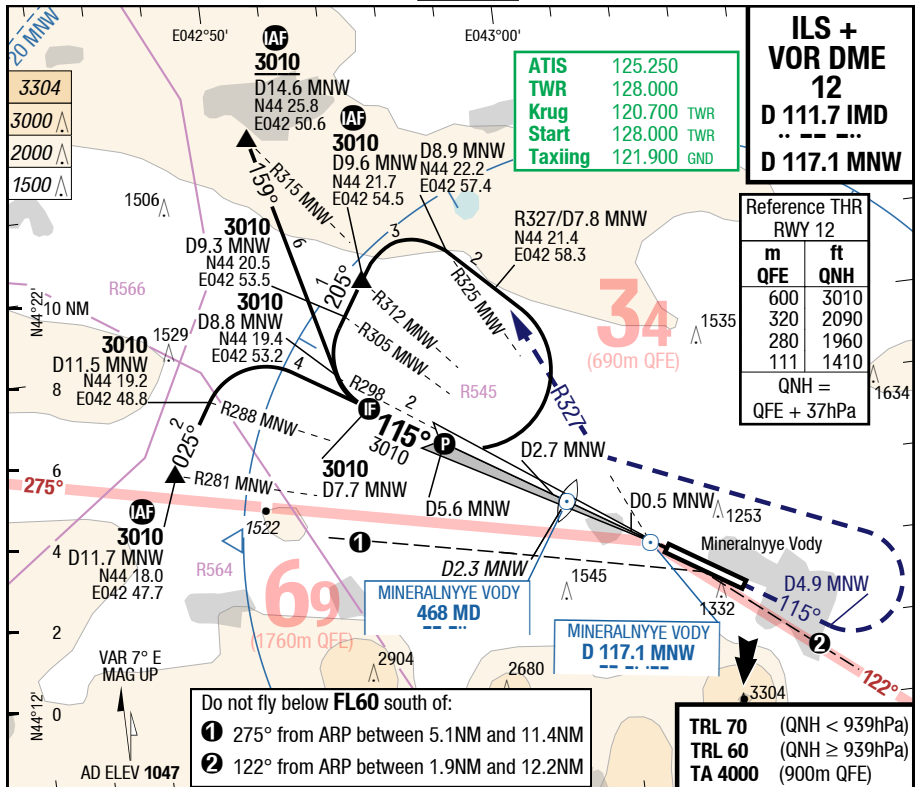 20 MNW
E042°50'
E043°00'
ILS +
VOR DME
12
D 111.7 IMD
D 117.1 MNW
3304
3000
2000
1500
IAF
3010
D14.6 MNW
N44 25.8
E042 50.6
IAF
3010
D9.6 MNW
N44 21.7
E042 54.5
D8.9 MNW
N44 22.2
E042 57.4
ATIS 125.250
TWR 128.000
Krug 120.700 TWR
Start 128.000 TWR
Taxiing 121.900 GND
R327/D7.8 MNW
N44 21.4
E042 58.3
Reference THR
RWY 12
m ft
QFE QNH
600 3010
320 2090
280 1960
111 1410
QNH =
QFE + 37hPa
1506
159°
R315 MNW
6
3
2
1
205°
R325 MNW
R312 MNW
R305 MNW
3010
D9.3 MNW
N44 20.5
E042 53.5
3010
D8.8 MNW
N44 19.4
E042 53.2
R566
N44°22'
10 NM
1529
3010
D11.5 MNW
N44 19.2
E042 48.8
34
(690m QFE)
1535
1634
R545
R327
8
4
R298
2
IF
115°
3010
P
2
025°
R288 MNW
R281 MNW
3010
D7.7 MNW
D5.6 MNW
D2.7 MNW
D0.5 MNW
1253
Mineralnyye Vody
6
275°
1522
IAF
3010
D11.7 MNW
N44 18.0
E042 47.7
4
1
D2.3 MNW
1545
1332
D4.9 MNW
115°
R564
69
(1760m QFE)
MINERALNYYE VODY
468 MD
MINERALNYYE VODY
D 117.1 MNW
2
2
122°
VAR 7° E
MAG UP
2904
2680
3304
N44°12'
0
AD ELEV 1047
Do not fly below FL60 south of:
1 275° from ARP between 5.1NM and 11.4NM
2 122° from ARP between 1.9NM and 12.2NM
TRL 70 (QNH < 939hPa)
TRL 60 (QNH ≥ 939hPa)
TA 4000 (900m QFE)